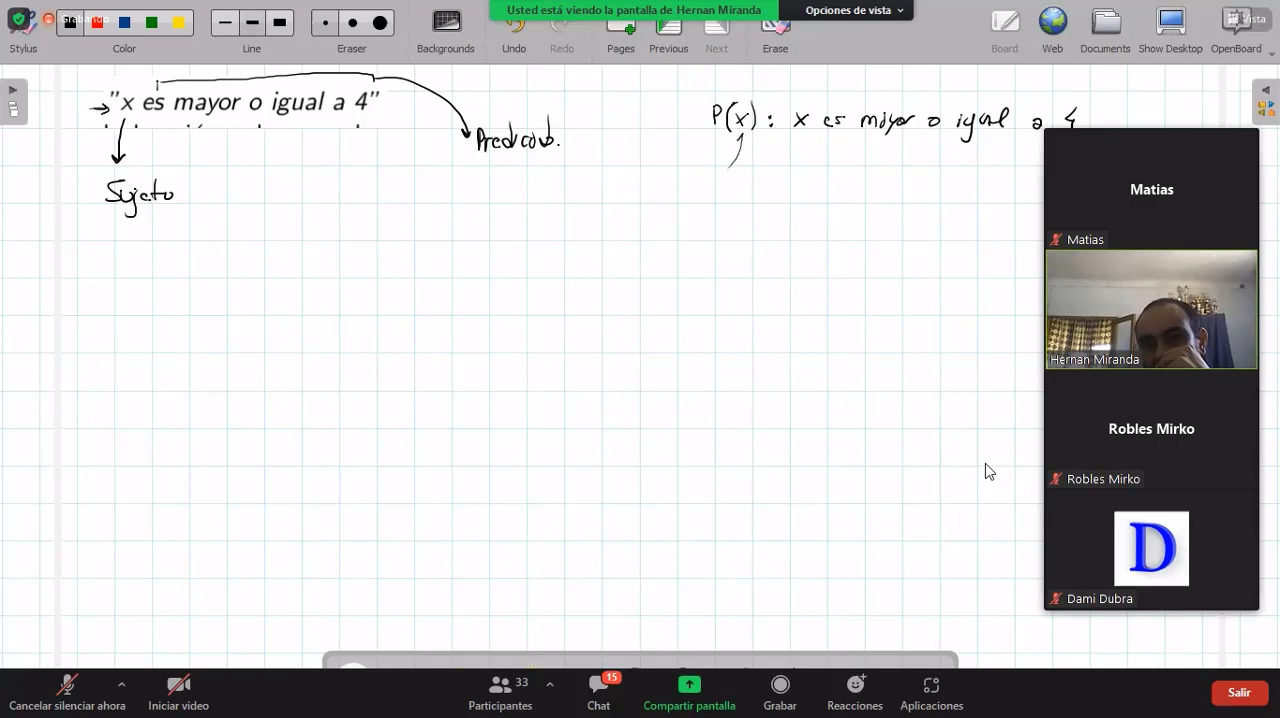 Usted está viendo la pantalla de Hernan Miranda
Opciones de vista
Grabando
Vista
Stylus
Color
Line
Eraser
Backgrounds
Undo
Redo
Pages
Previous
Next
Erase
Board
Web
Documents
Show Desktop
OpenBoard
"x es mayor o igual a 4"
Predicado.
Sujeto
P(x): x es mayor o igual a 4
Matias
Matias
Hernan Miranda
Robles Mirko
Robles Mirko
D
Dami Dubra
Cancelar silenciar ahora
Iniciar video
33
Participantes
15
Chat
Compartir pantalla
Grabar
Reacciones
Aplicaciones
Salir